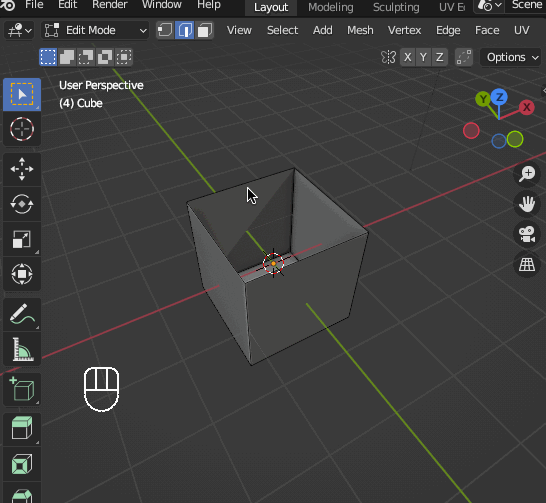 File Edit Render Window Help Layout Modeling Sculpting UV E Scene
Edit Mode View Select Add Mesh Vertex Edge Face UV
X Y Z Options
User Perspective
(4) Cube
Y Z X